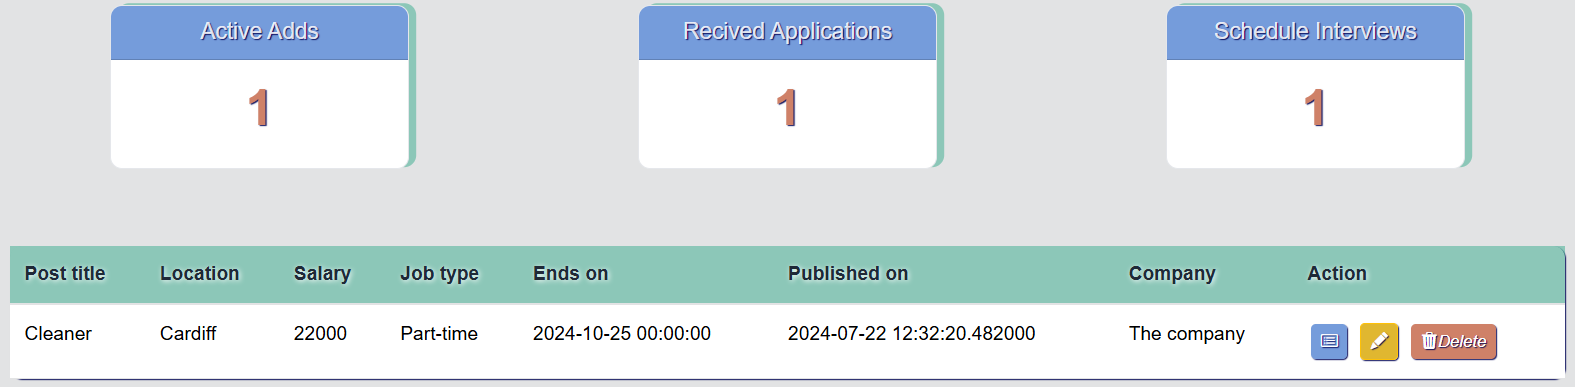 Active Adds
Recived Applications
Schedule Interviews
1
1
1
Post title Location Salary Job type Ends on Published on Company Action
Cleaner Cardiff 22000 Part-time 2024-10-25 00:00:00 2024-07-22 12:32:20.482000 The company Delete